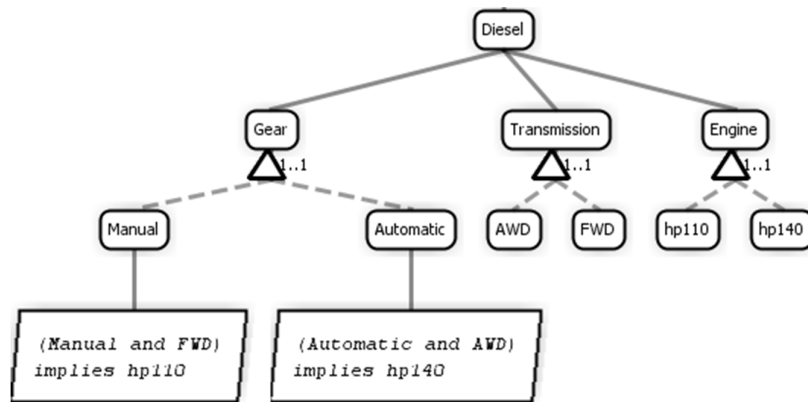 Diesel
Gear
Transmission
Engine
1..1
1..1
1..1
Manual
Automatic
AWD
FWD
hp110
hp140
(Manual and FWD)
implies hp110
(Automatic and AWD)
implies hp140